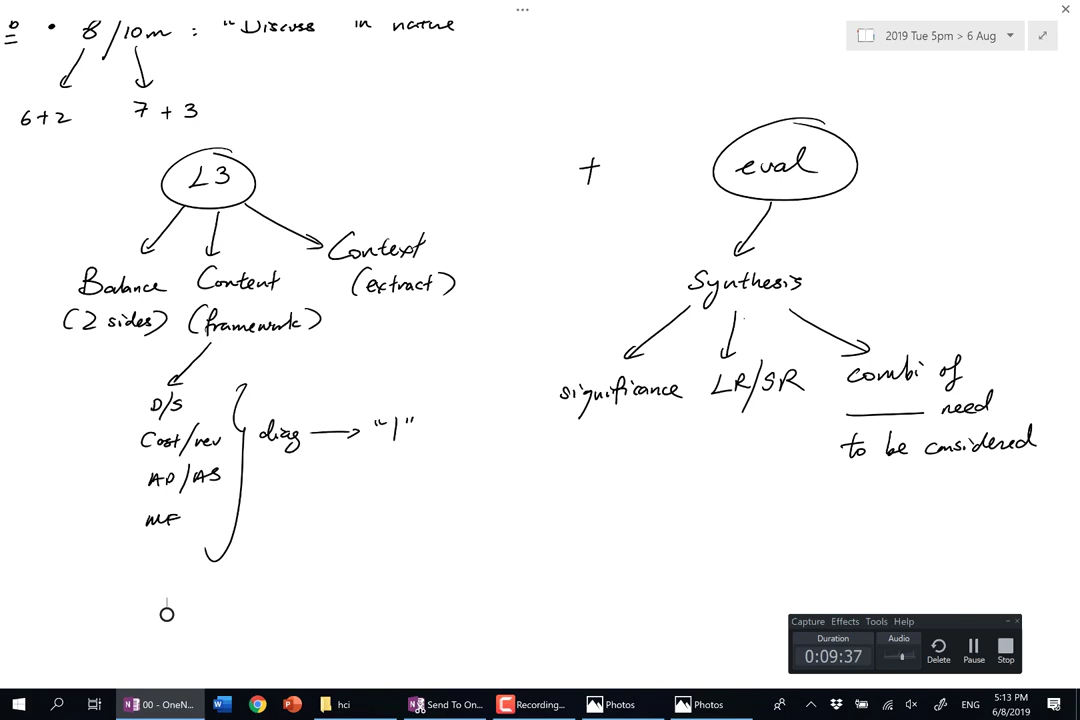 ...
• 8 /10m : "Discuss in nature
2019 Tue 5pm > 6 Aug
6+2 7 + 3
L3 + eval
Balance Content Context
(2 sides) (framework) (extract)
Synthesis
significance LR/SR combi of
____ need
to be considered
D/S
Cost/rev diag → "1"
AD/AS
MF
Capture Effects Tools Help
Duration Audio
0:09:37 Delete Pause Stop
00 - OneN... hci Send To On... Recording... Photos Photos ENG 5:13 PM
6/8/2019